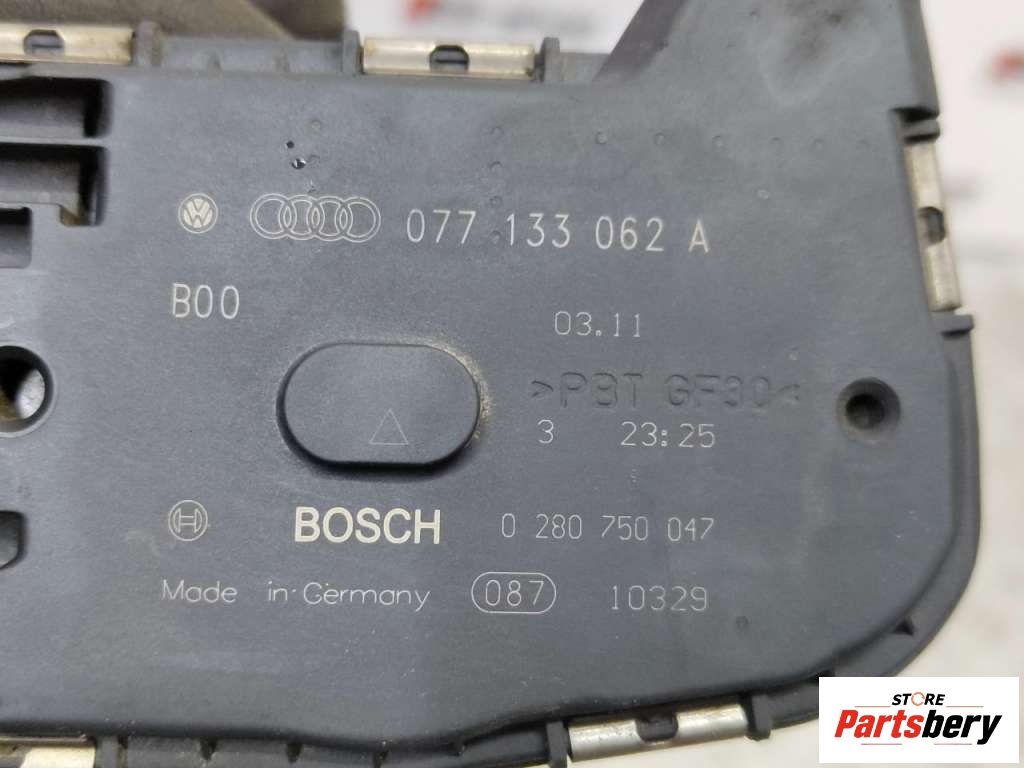 077 133 062 A
B00
03.11
>PBT GF30<
3 23:25
BOSCH 0 280 750 047
Made in Germany 087 10329
STORE
Partsbery